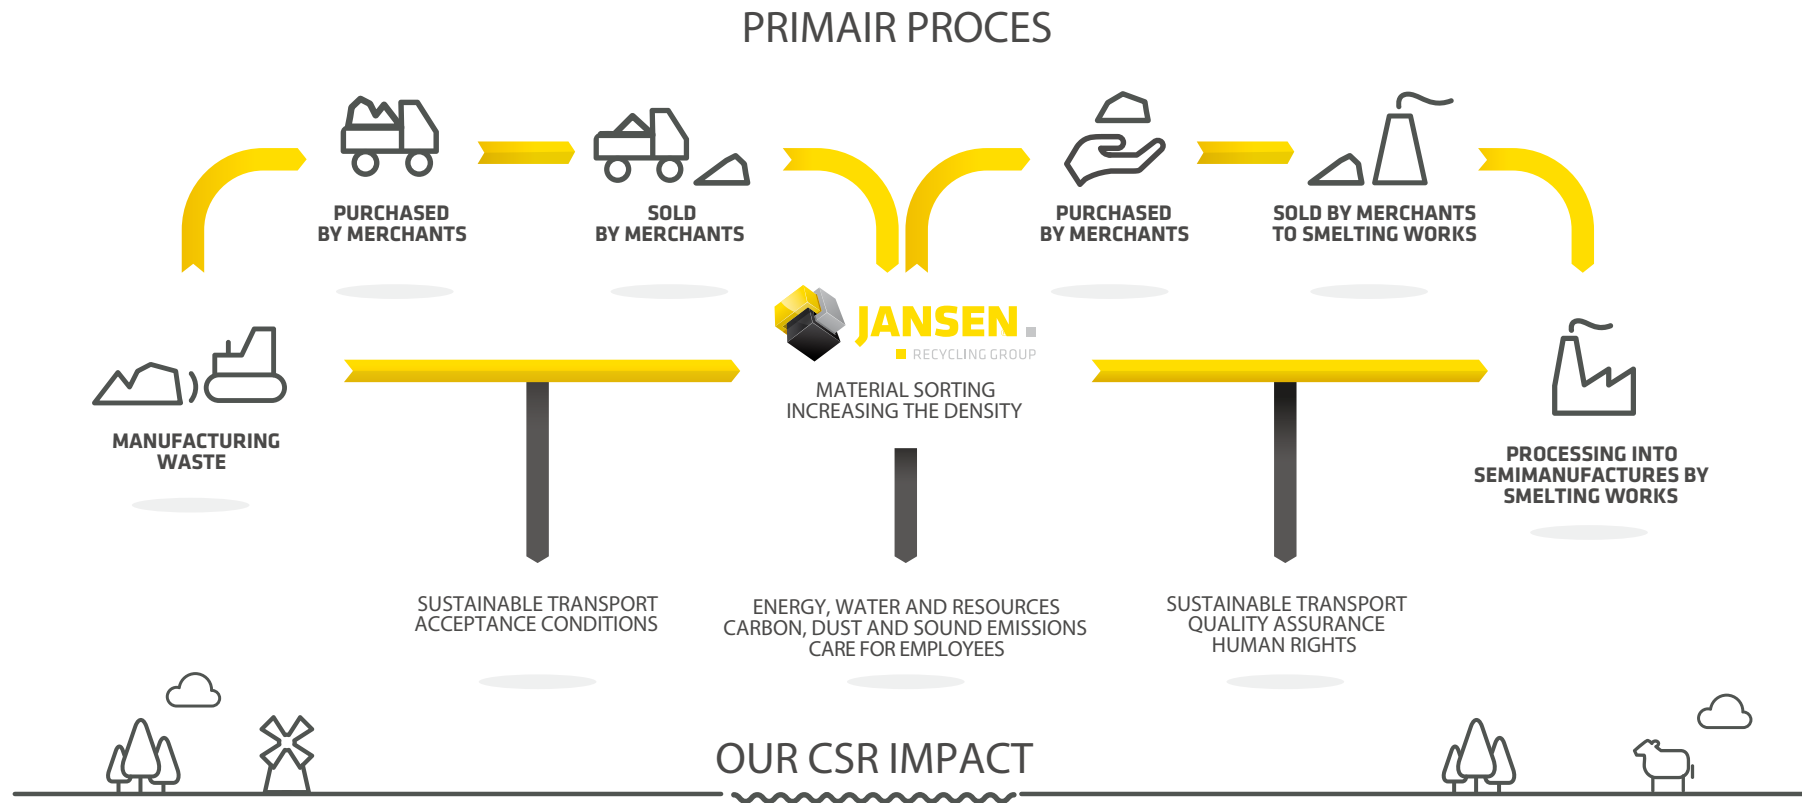 PRIMAIR PROCES
PURCHASED
BY MERCHANTS
SOLD
BY MERCHANTS
PURCHASED
BY MERCHANTS
SOLD BY MERCHANTS
TO SMELTING WORKS
JANSEN.
RECYCLING GROUP
MATERIAL SORTING
INCREASING THE DENSITY
MANUFACTURING
WASTE
PROCESSING INTO
SEMIMANUFACTURES BY
SMELTING WORKS
SUSTAINABLE TRANSPORT
ACCEPTANCE CONDITIONS
ENERGY, WATER AND RESOURCES
CARBON, DUST AND SOUND EMISSIONS
CARE FOR EMPLOYEES
SUSTAINABLE TRANSPORT
QUALITY ASSURANCE
HUMAN RIGHTS
OUR CSR IMPACT